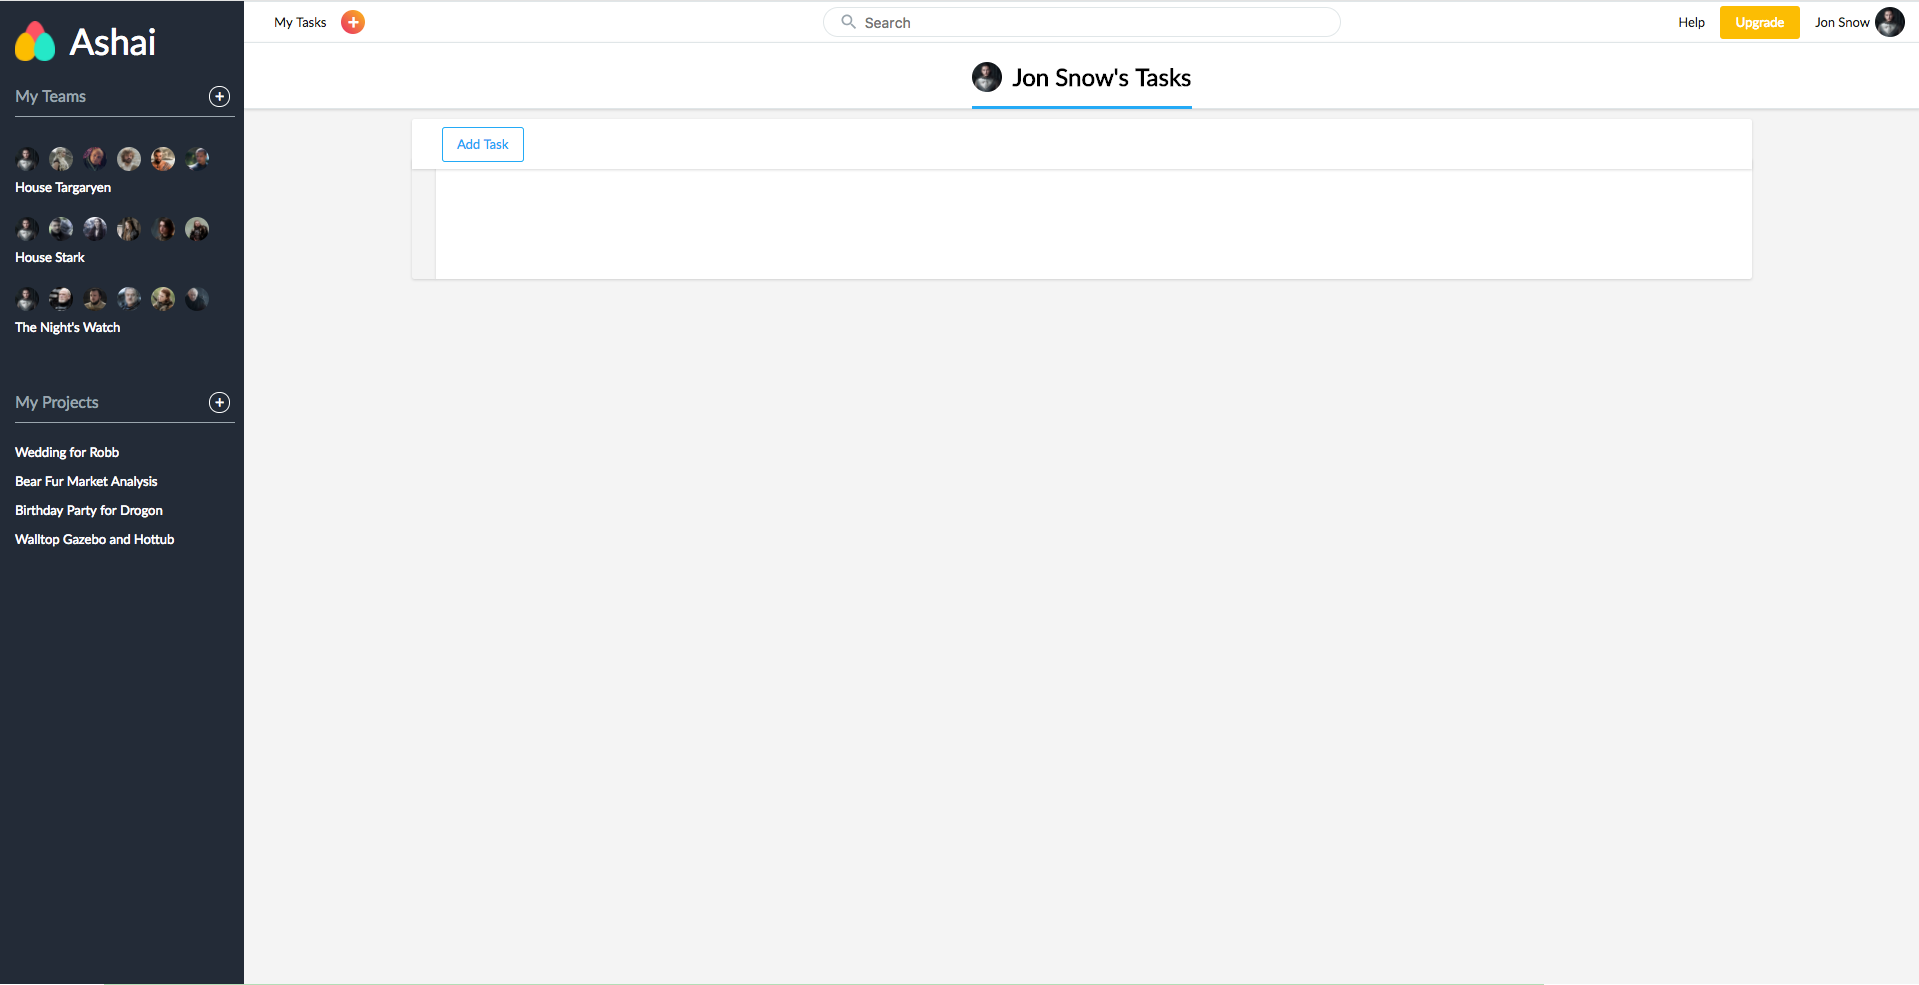 Ashai
My Tasks
Search
Help
Upgrade
Jon Snow
My Teams
House Targaryen
House Stark
The Night's Watch
My Projects
Wedding for Robb
Bear Fur Market Analysis
Birthday Party for Drogon
Walltop Gazebo and Hottub
Jon Snow's Tasks
Add Task